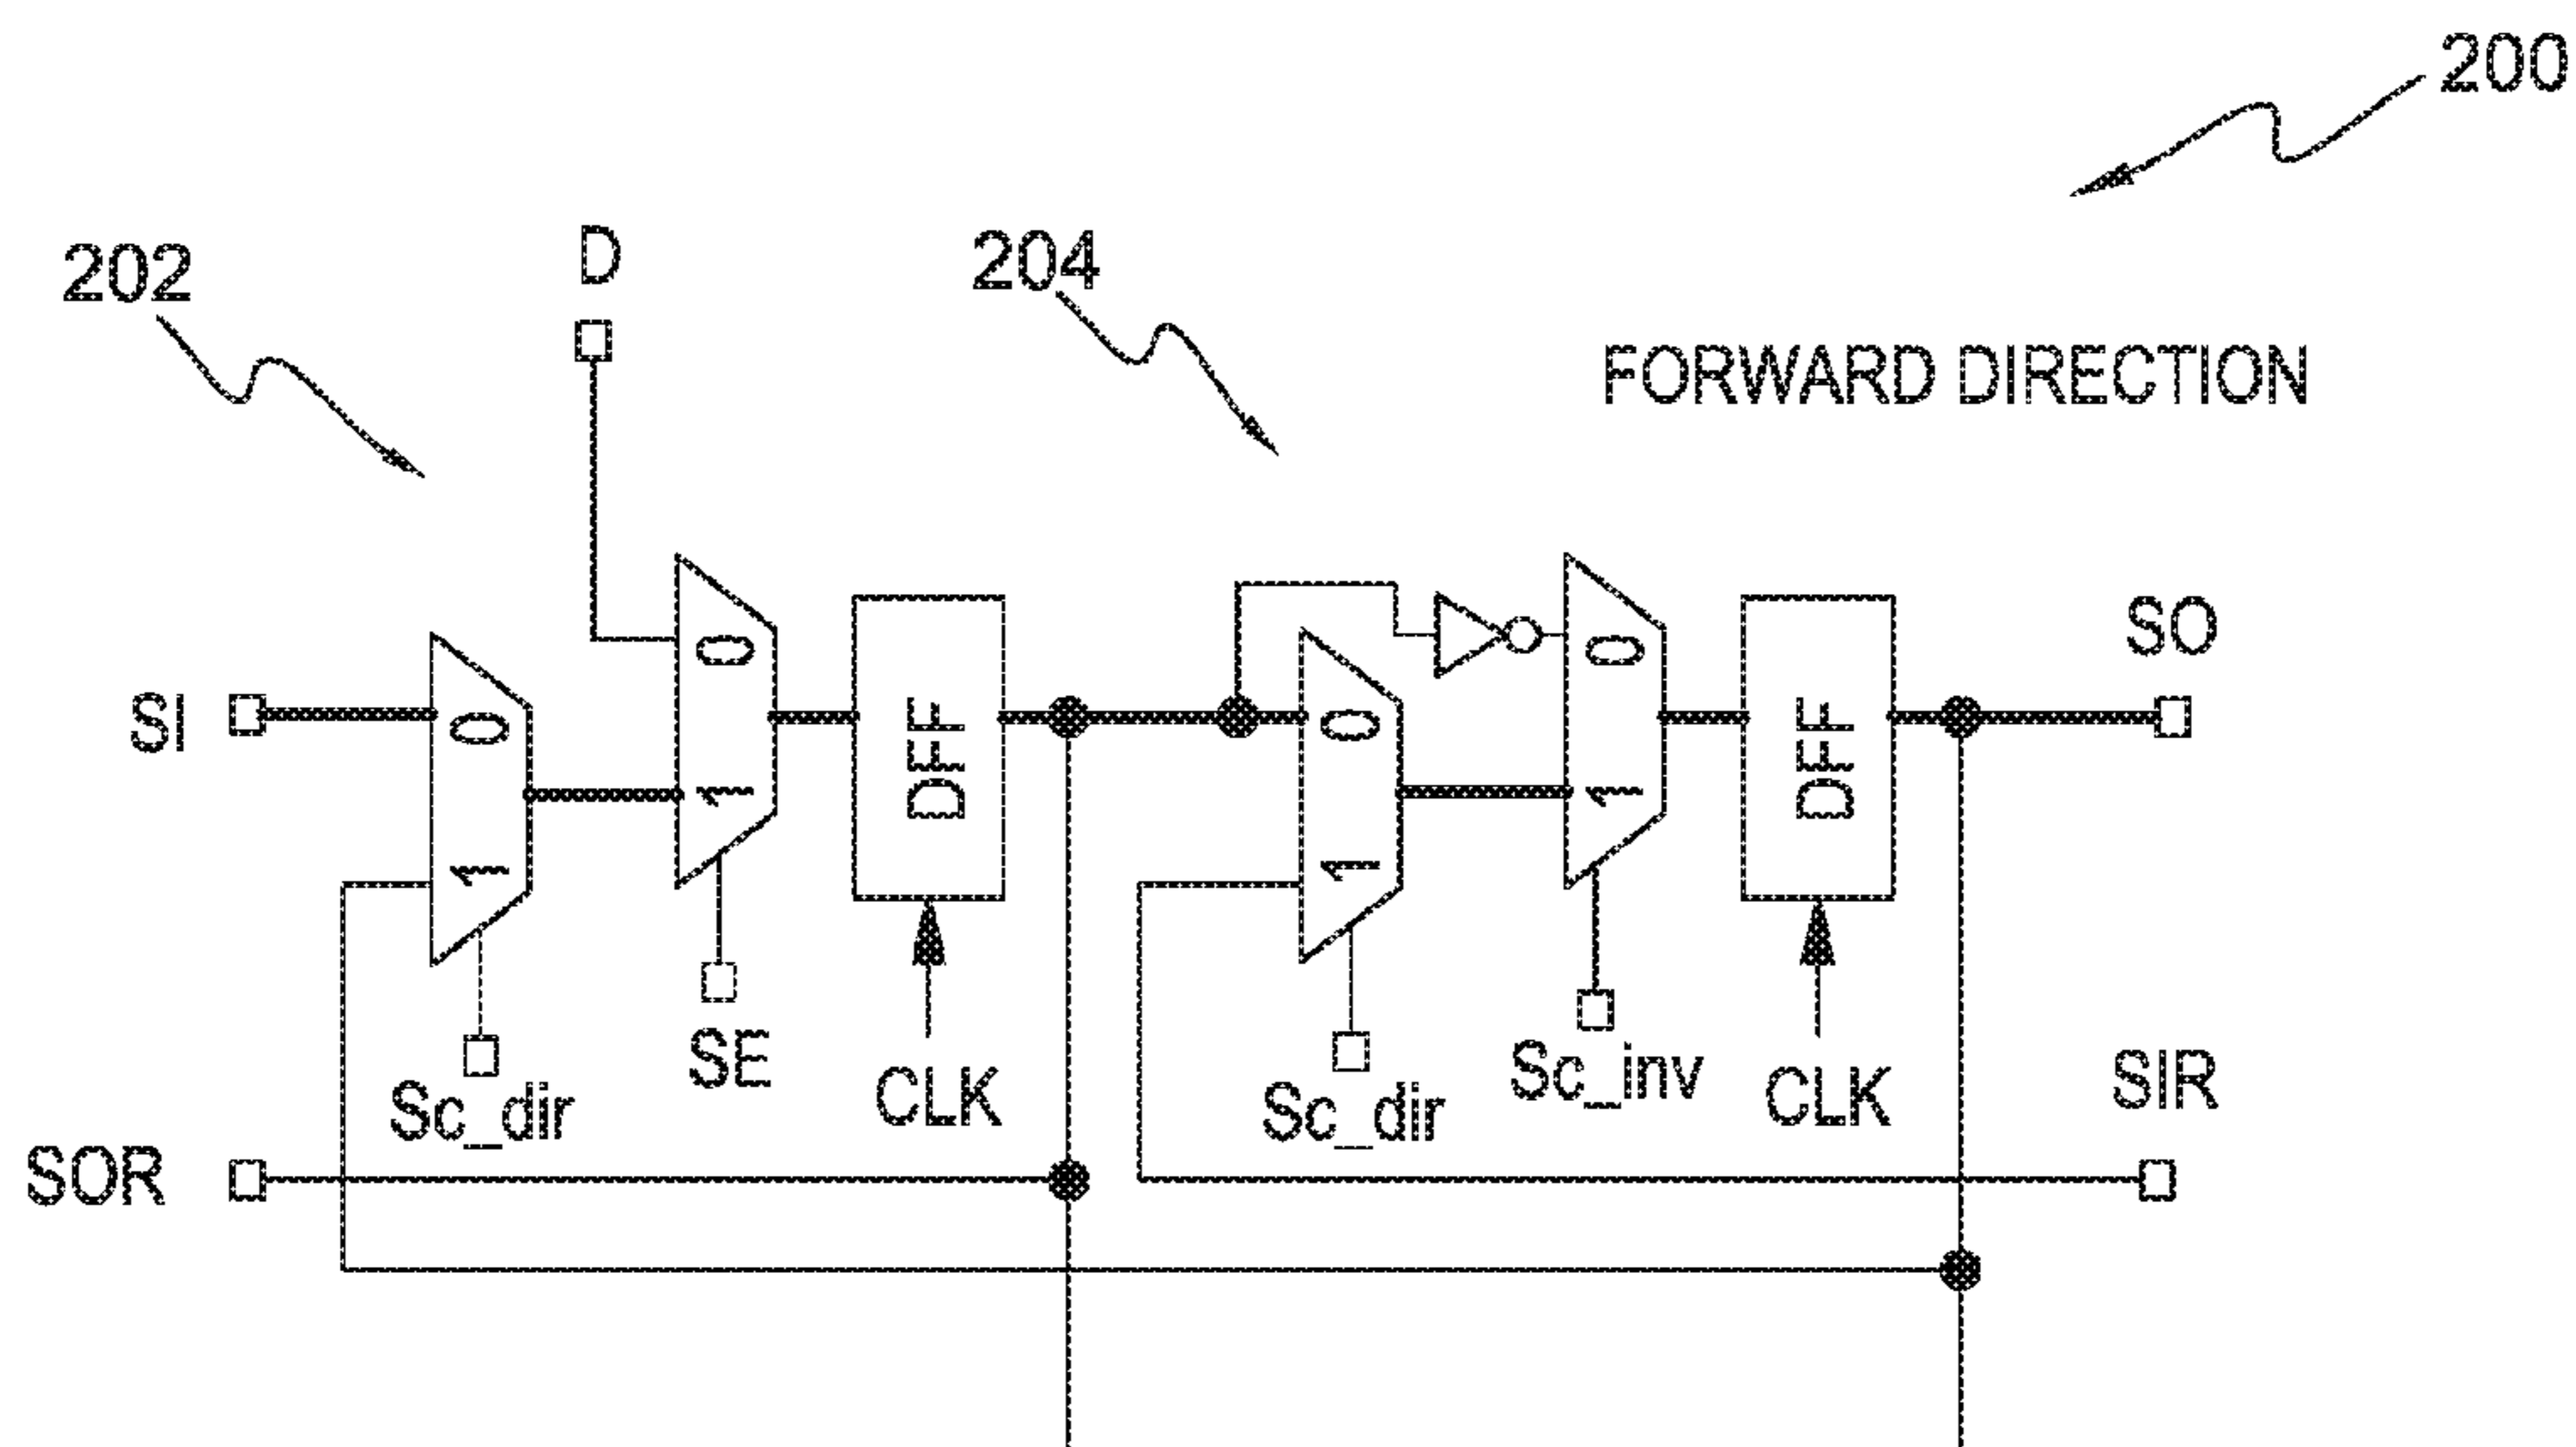 200
202
D
204
FORWARD DIRECTION
SI
0
1
0
1
DFF
0
1
0
1
DFF
SO
Sc_dir
SE
CLK
Sc_dir
Sc_inv
CLK
SIR
SOR